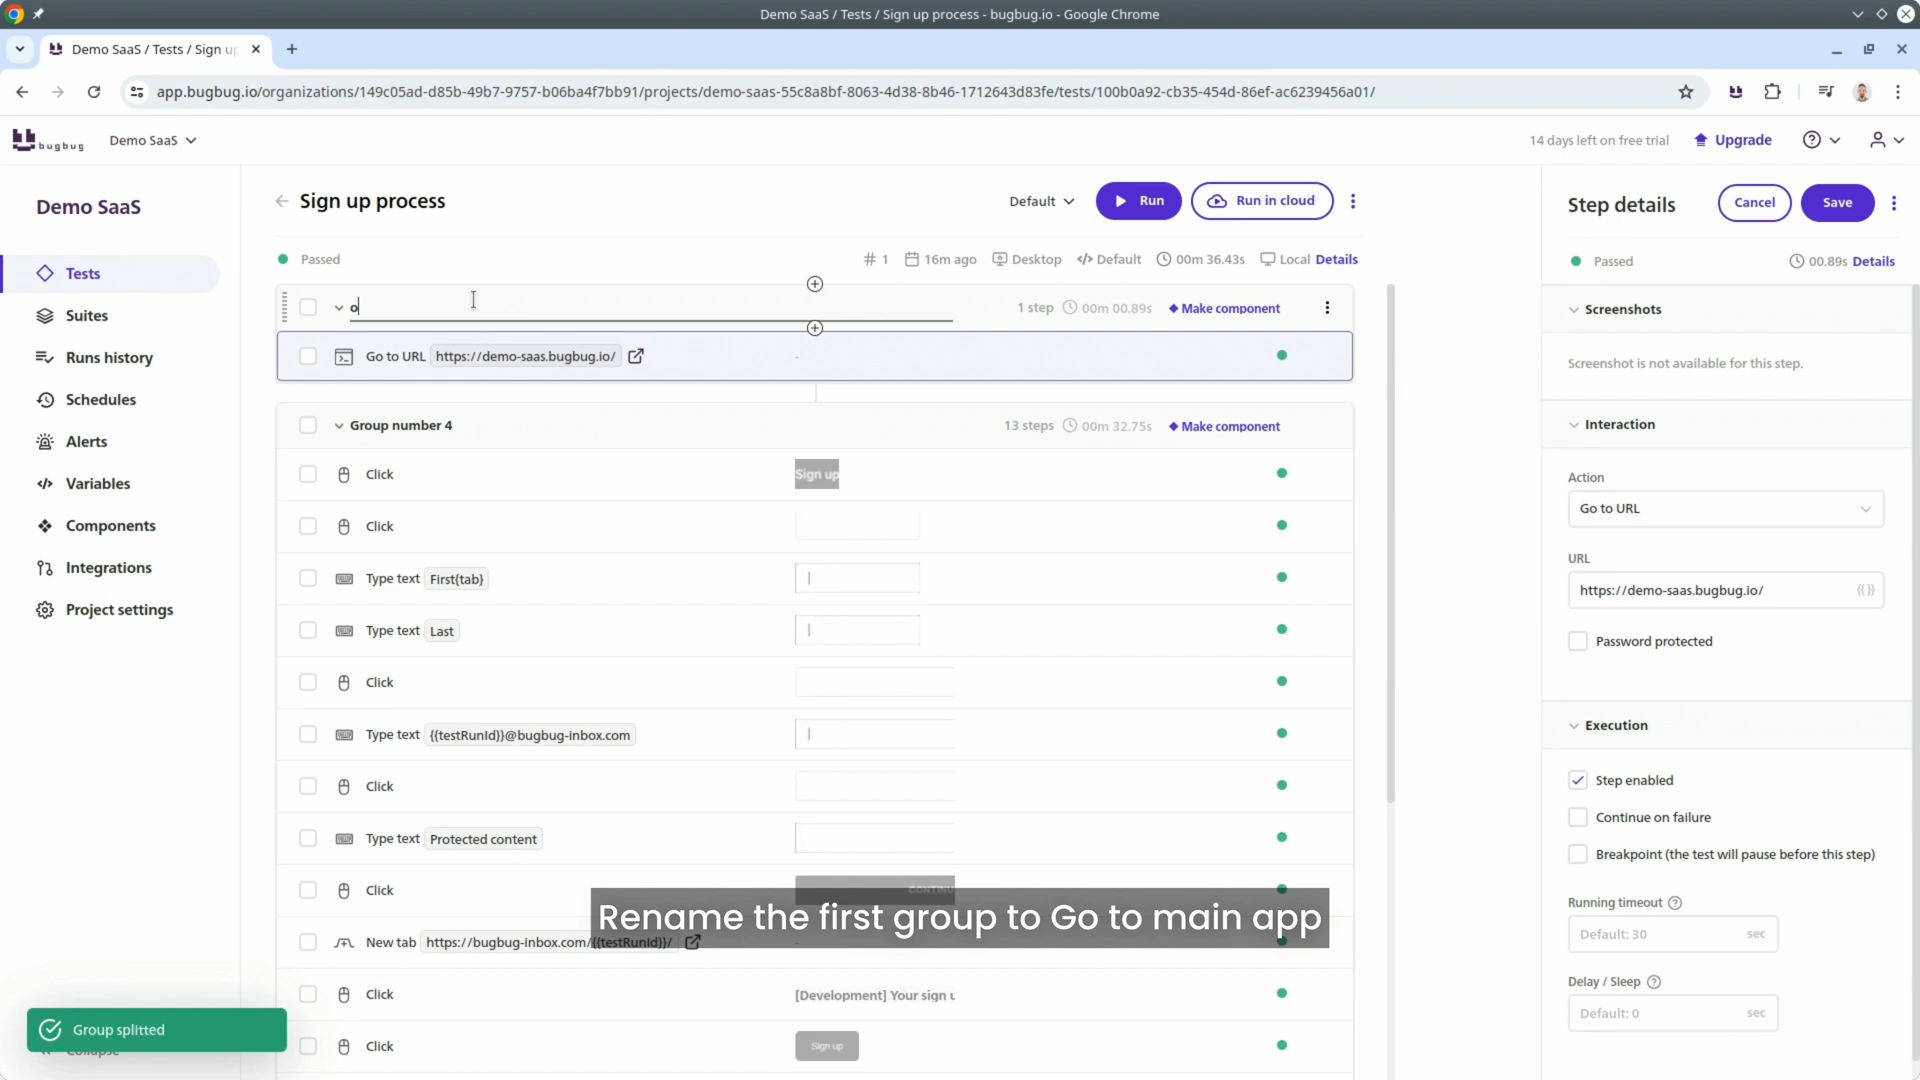 Demo SaaS / Tests / Sign up process - bugbug.io - Google Chrome
Demo SaaS / Tests / Sign up
app.bugbug.io/organizations/149c05ad-d85b-49b7-9757-b06ba4f7bb91/projects/demo-saas-55c8a8bf-8063-4d38-8b46-1712643d83fe/tests/100b0a92-cb35-454d-86ef-ac6239456a01/
bugbug
Demo SaaS
14 days left on free trial
Upgrade
Demo SaaS
Tests
Suites
Runs history
Schedules
Alerts
Variables
Components
Integrations
Project settings
Sign up process
Default
Run
Run in cloud
Passed
# 1
16m ago
Desktop
</> Default
00m 36.43s
Local Details
o
1 step
00m 00.89s
Make component
Go to URL https://demo-saas.bugbug.io/
-
Group number 4
13 steps
00m 32.75s
Make component
Click
Sign up
Click
Type text First{tab}
Type text Last
Click
Type text {{testRunId}}@bugbug-inbox.com
Click
Type text Protected content
Click
Rename the first group to Go to main app
New tab https://bugbug-inbox.com/{{testRunId}}/
Click
[Development] Your sign u
Click
Sign up
Group splitted
Step details
Cancel
Save
Passed
00.89s Details
Screenshots
Screenshot is not available for this step.
Interaction
Action
Go to URL
URL
https://demo-saas.bugbug.io/
{{ }}
Password protected
Execution
Step enabled
Continue on failure
Breakpoint (the test will pause before this step)
Running timeout
Default: 30
sec
Delay / Sleep
Default: 0
sec